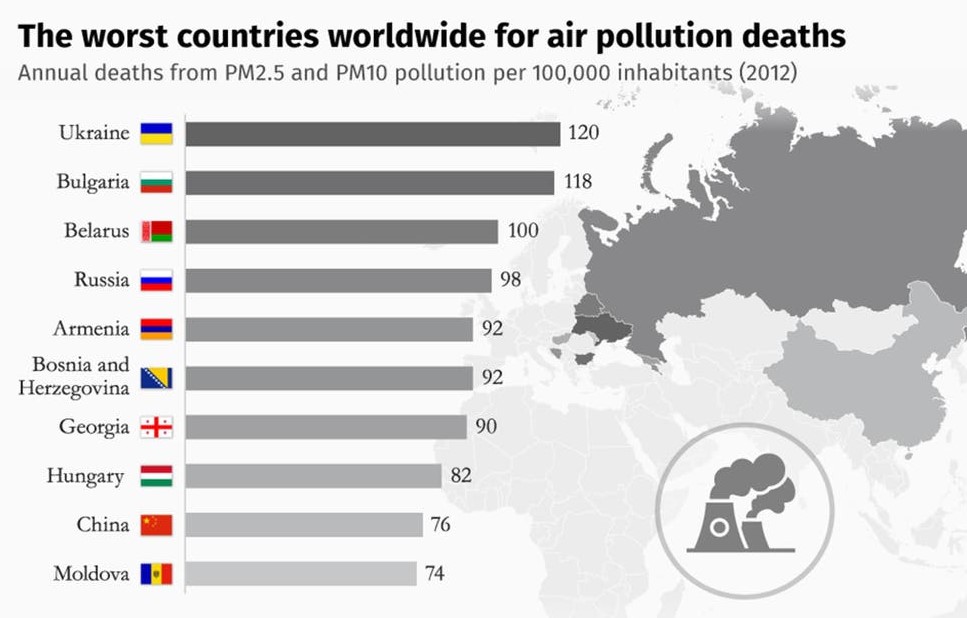 The worst countries worldwide for air pollution deaths
Annual deaths from PM2.5 and PM10 pollution per 100,000 inhabitants (2012)
Ukraine 120
Bulgaria 118
Belarus 100
Russia 98
Armenia 92
Bosnia and
Herzegovina 92
Georgia 90
Hungary 82
China 76
Moldova 74